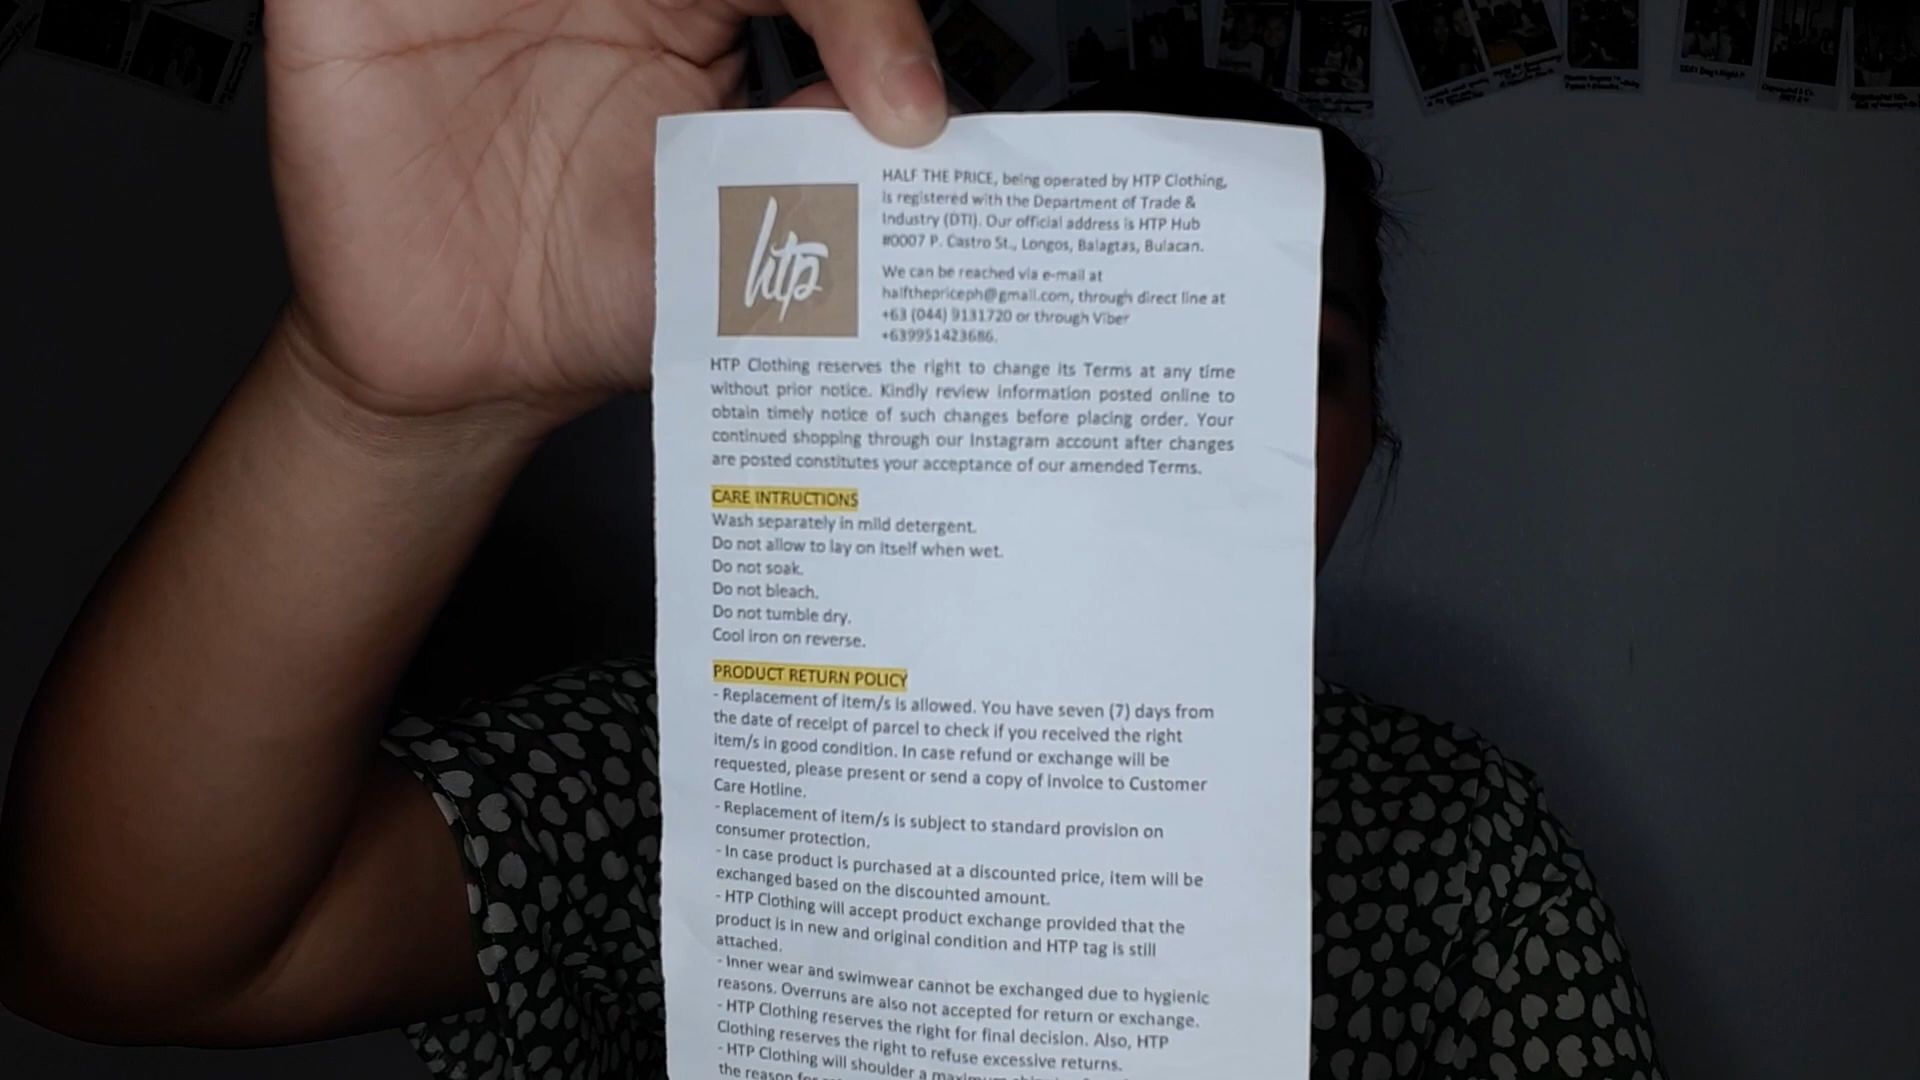 htp
HALF THE PRICE, being operated by HTP Clothing,
is registered with the Department of Trade &
Industry (DTI). Our official address is HTP Hub
#0007 P. Castro St., Longos, Balagtas, Bulacan.
We can be reached via e-mail at
halfthepriceph@gmail.com, through direct line at
+63 (044) 9131720 or through Viber
+639951423686.
HTP Clothing reserves the right to change its Terms at any time
without prior notice. Kindly review information posted online to
obtain timely notice of such changes before placing order. Your
continued shopping through our Instagram account after changes
are posted constitutes your acceptance of our amended Terms.
CARE INTRUCTIONS
Wash separately in mild detergent.
Do not allow to lay on itself when wet.
Do not soak.
Do not bleach.
Do not tumble dry.
Cool iron on reverse.
PRODUCT RETURN POLICY
- Replacement of item/s is allowed. You have seven (7) days from
the date of receipt of parcel to check if you received the right
item/s in good condition. In case refund or exchange will be
requested, please present or send a copy of invoice to Customer
Care Hotline.
- Replacement of item/s is subject to standard provision on
consumer protection.
- In case product is purchased at a discounted price, item will be
exchanged based on the discounted amount.
- HTP Clothing will accept product exchange provided that the
product is in new and original condition and HTP tag is still
attached.
- Inner wear and swimwear cannot be exchanged due to hygienic
reasons. Overruns are also not accepted for return or exchange.
- HTP Clothing reserves the right for final decision. Also, HTP
Clothing reserves the right to refuse excessive returns.
- HTP Clothing will shoulder a maximum
the reason for